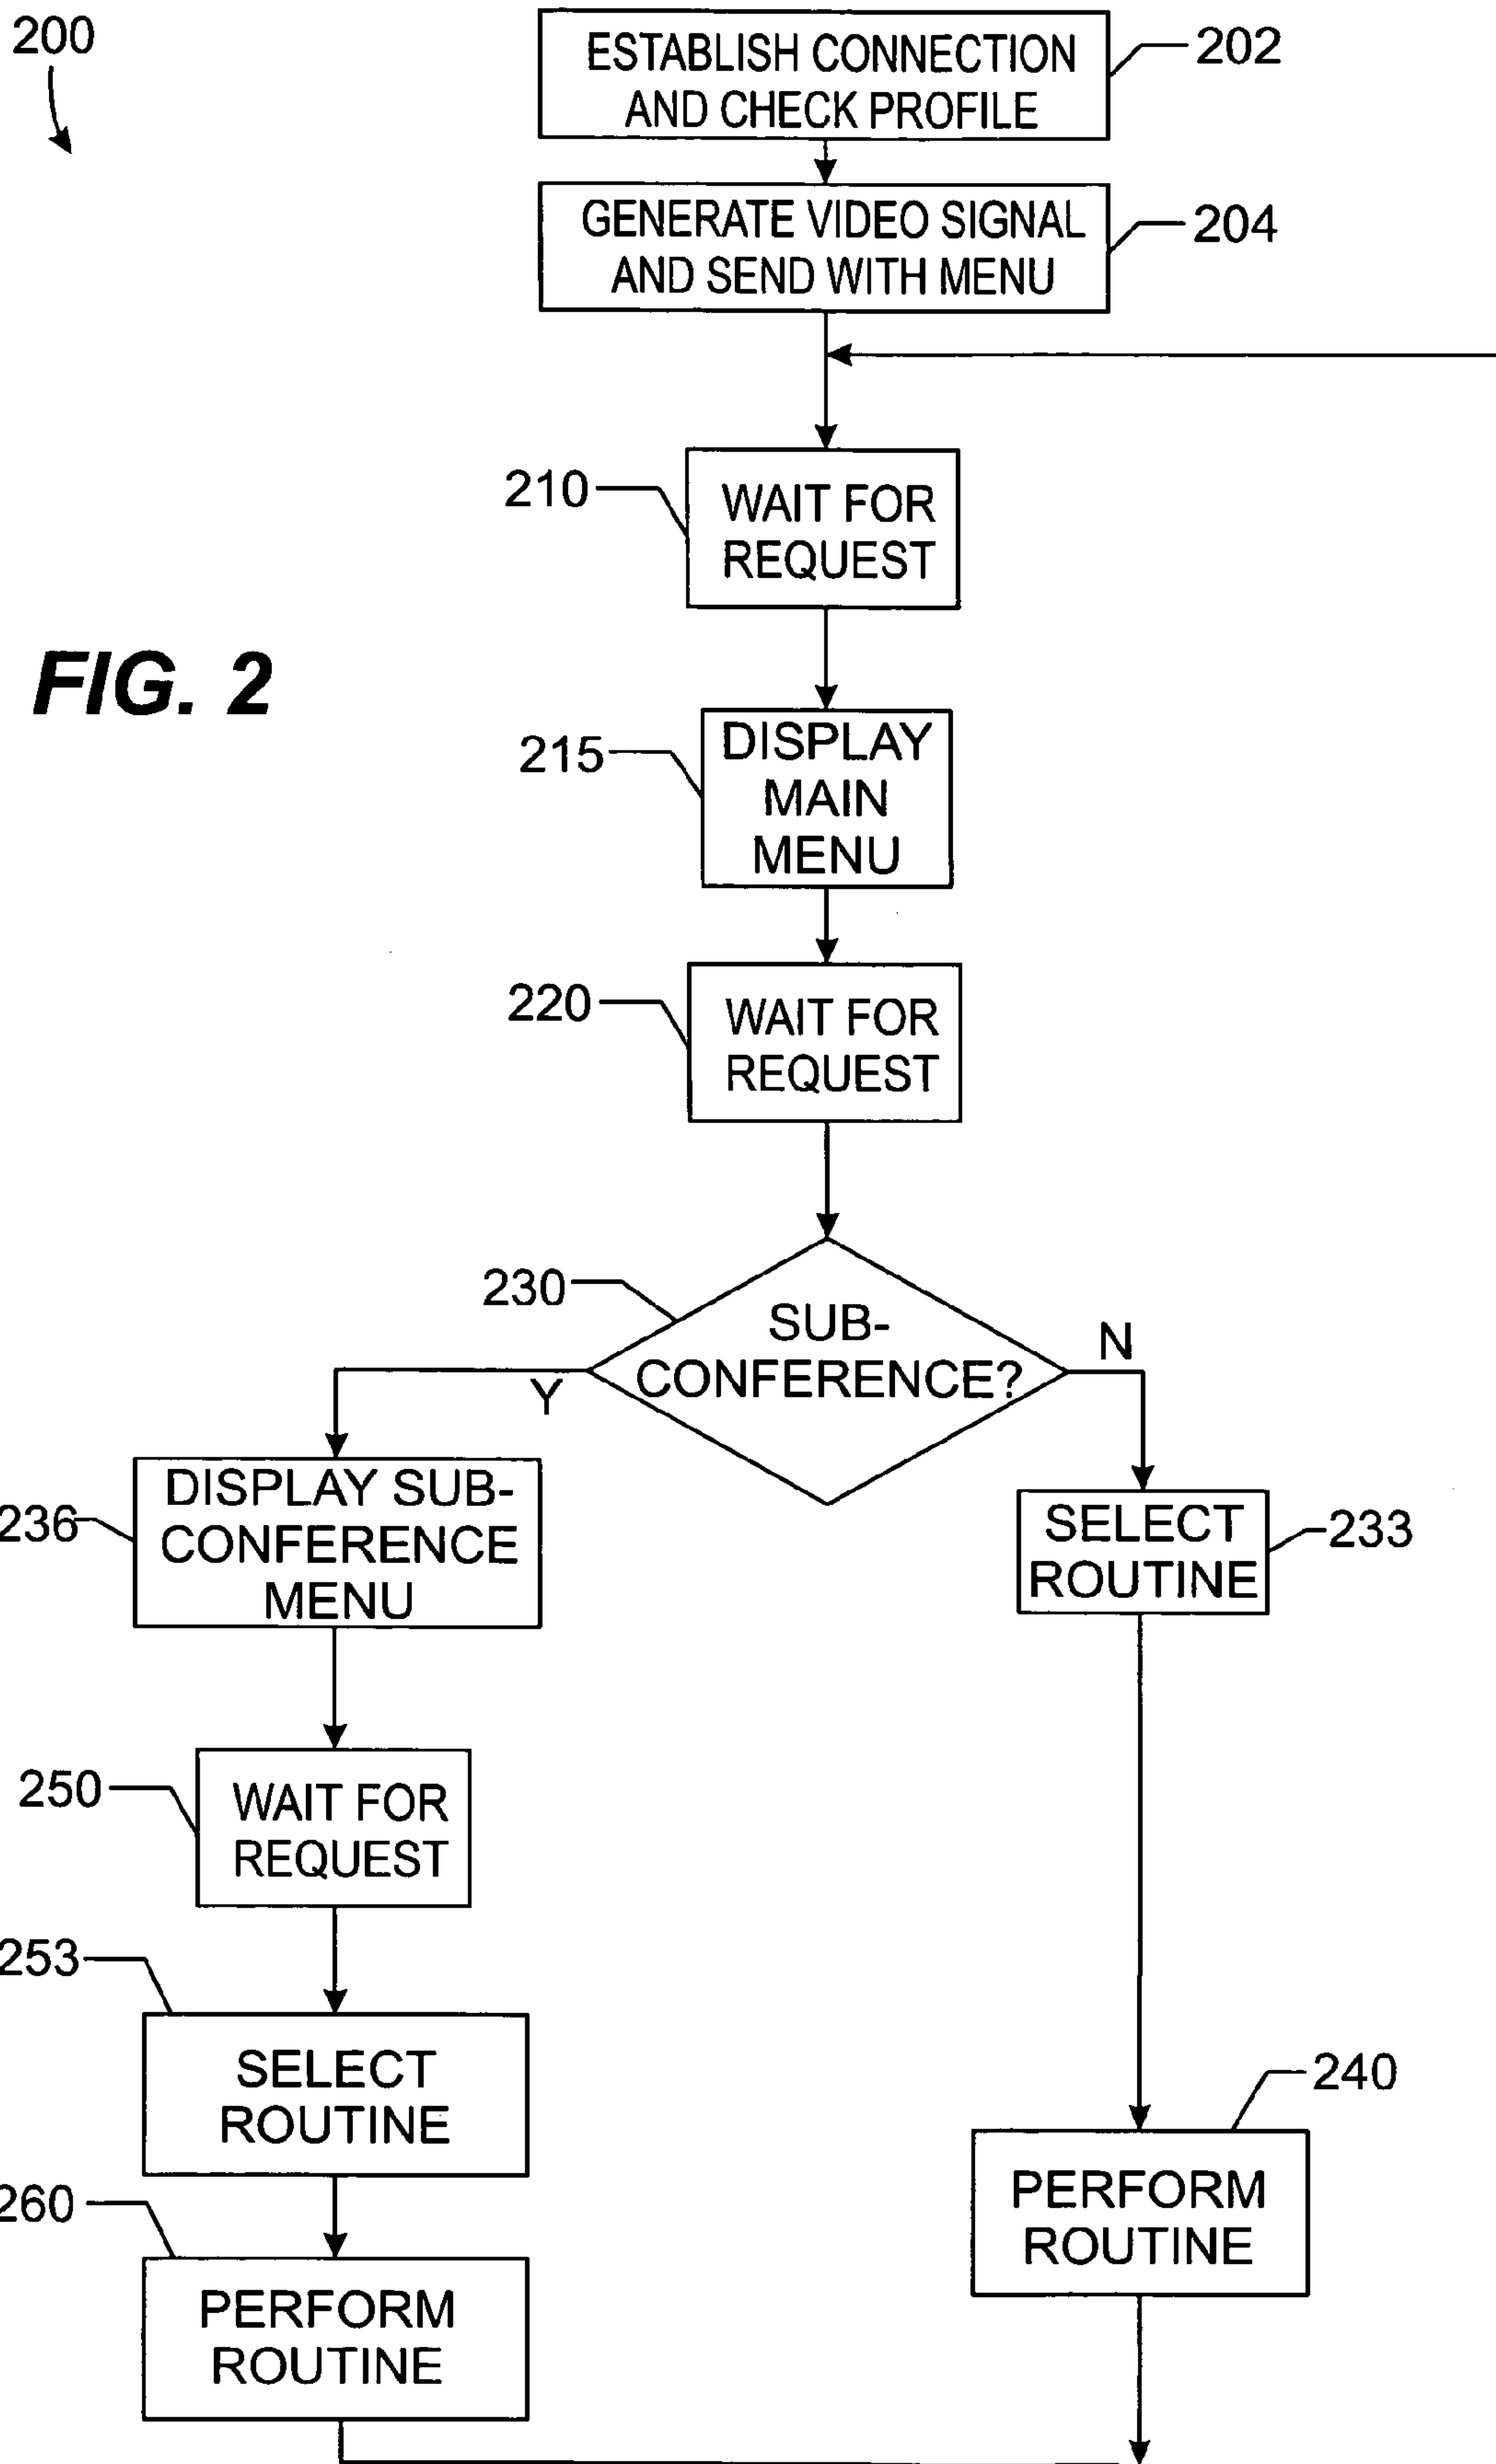 200
ESTABLISH CONNECTION
AND CHECK PROFILE
202
GENERATE VIDEO SIGNAL
AND SEND WITH MENU
204
210
WAIT FOR
REQUEST
FIG. 2
215
DISPLAY
MAIN
MENU
220
WAIT FOR
REQUEST
230
SUB-
CONFERENCE?
Y
N
236
DISPLAY SUB-
CONFERENCE
MENU
SELECT
ROUTINE
233
250
WAIT FOR
REQUEST
253
SELECT
ROUTINE
240
PERFORM
ROUTINE
260
PERFORM
ROUTINE